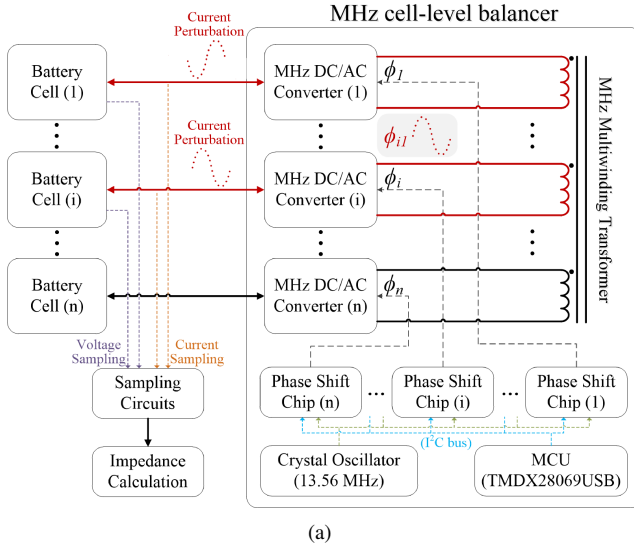 MHz cell-level balancer
Current
Perturbation
Battery
Cell (1)
MHz DC/AC
Converter (1)
ϕ1
Current
Perturbation
ϕi1
Battery
Cell (i)
MHz DC/AC
Converter (i)
ϕi
MHz Multiwinding Transformer
Battery
Cell (n)
MHz DC/AC
Converter (n)
ϕn
Voltage
Sampling
Current
Sampling
Sampling
Circuits
Phase Shift
Chip (n)
Phase Shift
Chip (i)
Phase Shift
Chip (1)
(I²C bus)
Impedance
Calculation
Crystal Oscillator
(13.56 MHz)
MCU
(TMDX28069USB)
(a)